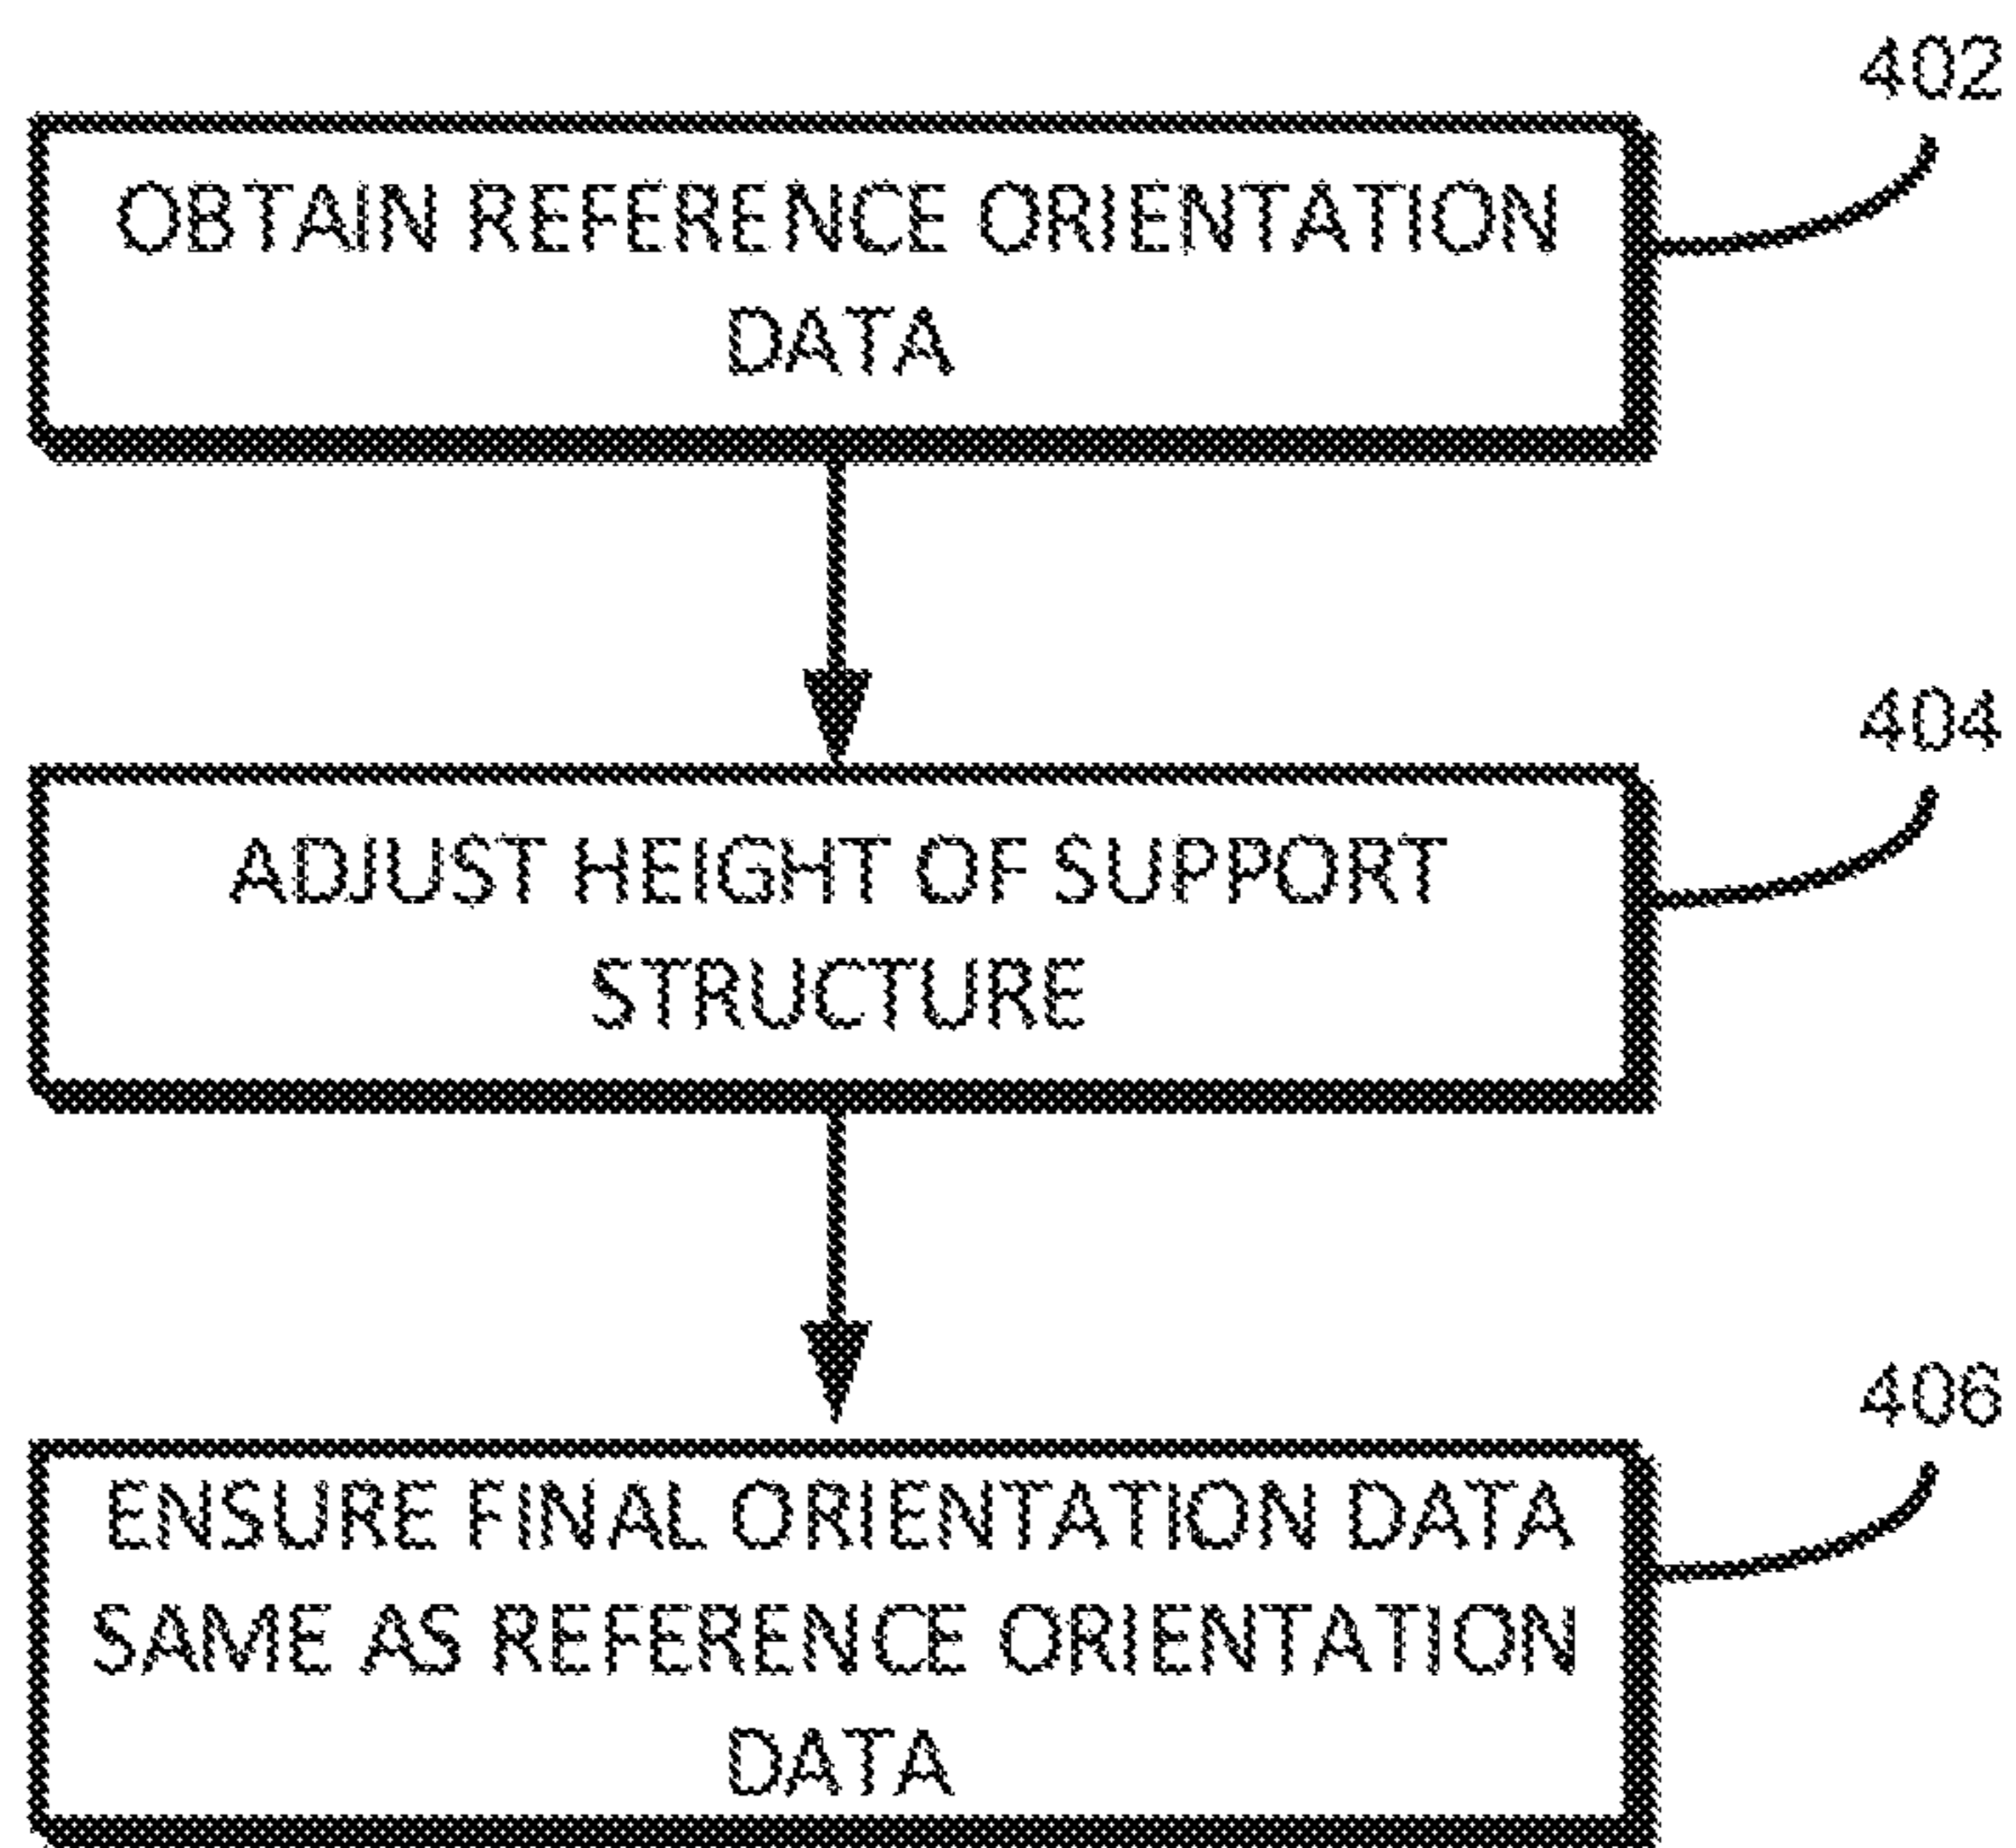 402
OBTAIN REFERENCE ORIENTATION
DATA
404
ADJUST HEIGHT OF SUPPORT
STRUCTURE
406
ENSURE FINAL ORIENTATION DATA
SAME AS REFERENCE ORIENTATION
DATA